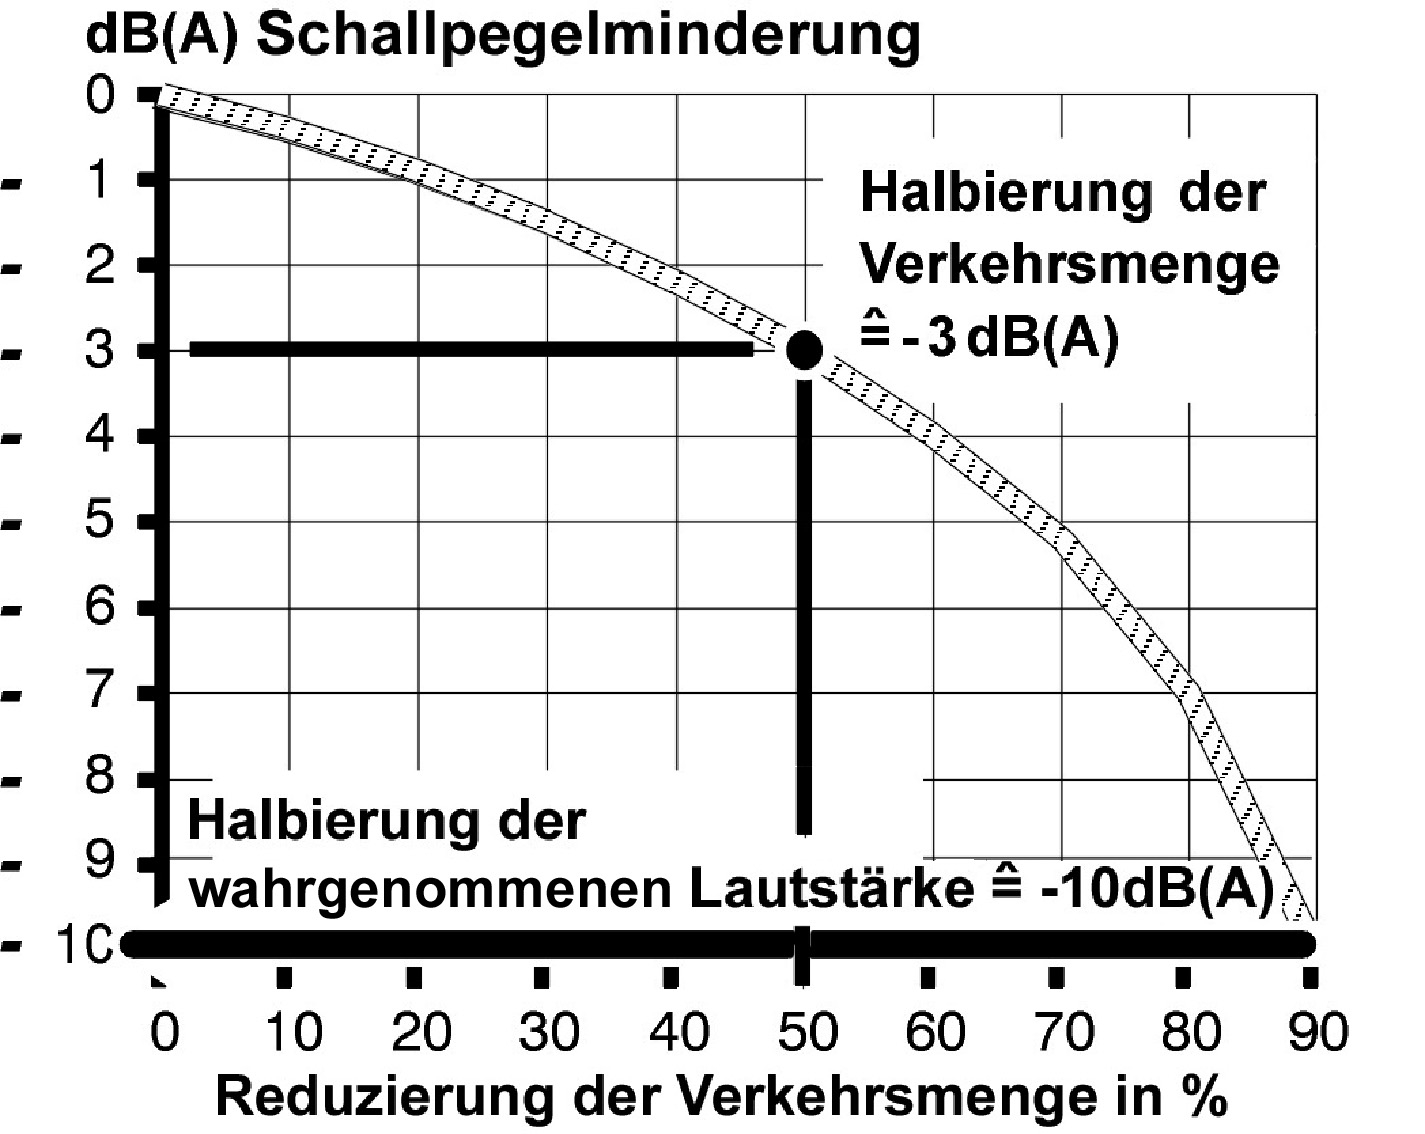 dB(A) Schallpegelminderung
0
- 1
- 2
- 3
- 4
- 5
- 6
- 7
- 8
- 9
- 10
Halbierung der
Verkehrsmenge
≙ - 3 dB(A)
Halbierung der
wahrgenommenen Lautstärke ≙ -10dB(A)
0 10 20 30 40 50 60 70 80 90
Reduzierung der Verkehrsmenge in %